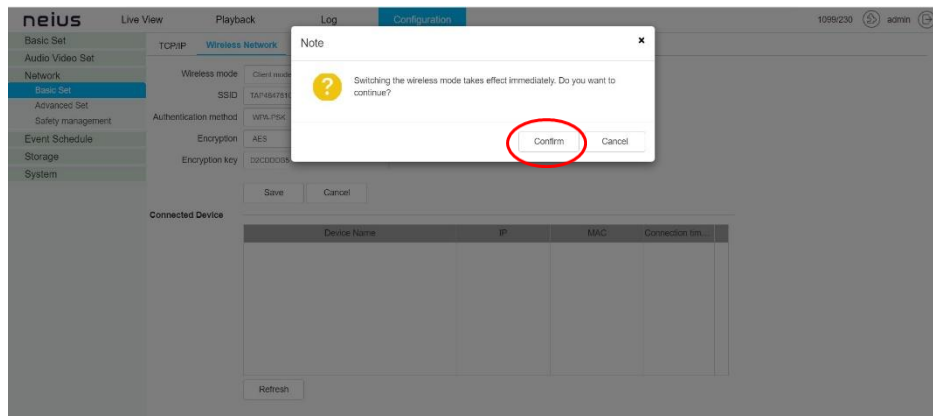 neius Live View Playback Log Configuration 1099/230 admin
Basic Set
Audio Video Set
Network
Basic Set
Advanced Set
Safety management
Event Schedule
Storage
System
TCP/IP Wireless Network
Wireless mode Client mode
SSID
Authentication method WPA-PSK
Encryption AES
Encryption key
Save Cancel
Note
Switching the wireless mode takes effect immediately. Do you want to
continue?
Confirm Cancel
Connected Device
Device Name IP MAC Connection tim...
Refresh